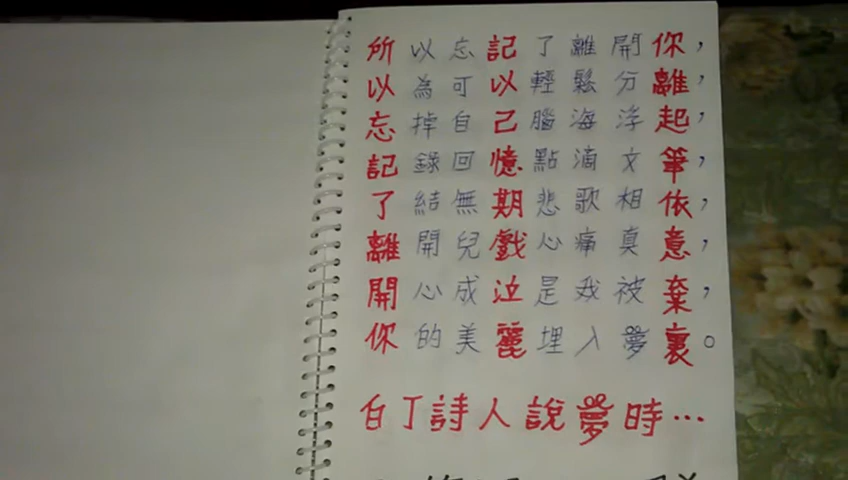 所以忘記了離開你，
以為可以輕鬆分離，
忘掉自己腦海浮起，
記錄回憶點滴文筆，
了結無期悲歌相依，
離開兒戲心痛真意，
開心成泣是我被棄，
你的美麗埋入夢裏。
白丁詩人說夢時…